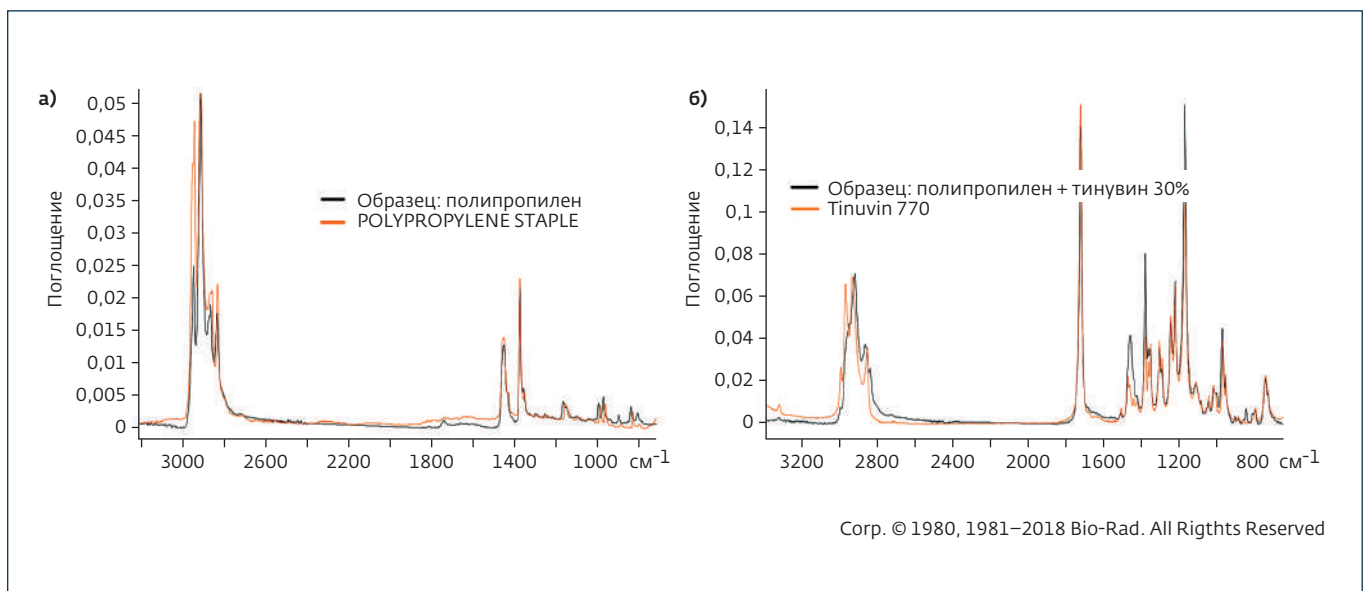 а)
Поглощение
0,05
0,045
0,04
0,035
0,03
0,025
0,02
0,015
0,01
0,005
0
Образец: полипропилен
POLYPROPYLENE STAPLE
3000 2600 2200 1800 1400 1000 см-1
б)
Поглощение
0,14
0,12
0,1
0,08
0,06
0,04
0,02
0
Образец: полипропилен + тинувин 30%
Tinuvin 770
3200 2800 2400 2000 1600 1200 800 см-1
Corp. © 1980, 1981–2018 Bio-Rad. All Rigthts Reserved